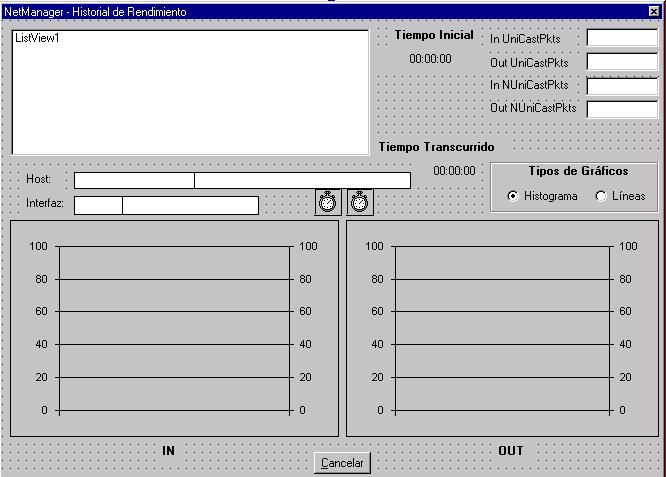 NetManager - Historial de Rendimiento
ListView1
Tiempo Inicial
00:00:00
In UniCastPkts
Out UniCastPkts
In NUniCastPkts
Out NUniCastPkts
Tiempo Transcurrido
00:00:00
Host:
Interfaz:
Tipos de Gráficos
Histograma
Líneas
100 100
80 80
60 60
40 40
20 20
0 0
IN
100 100
80 80
60 60
40 40
20 20
0 0
OUT
Cancelar